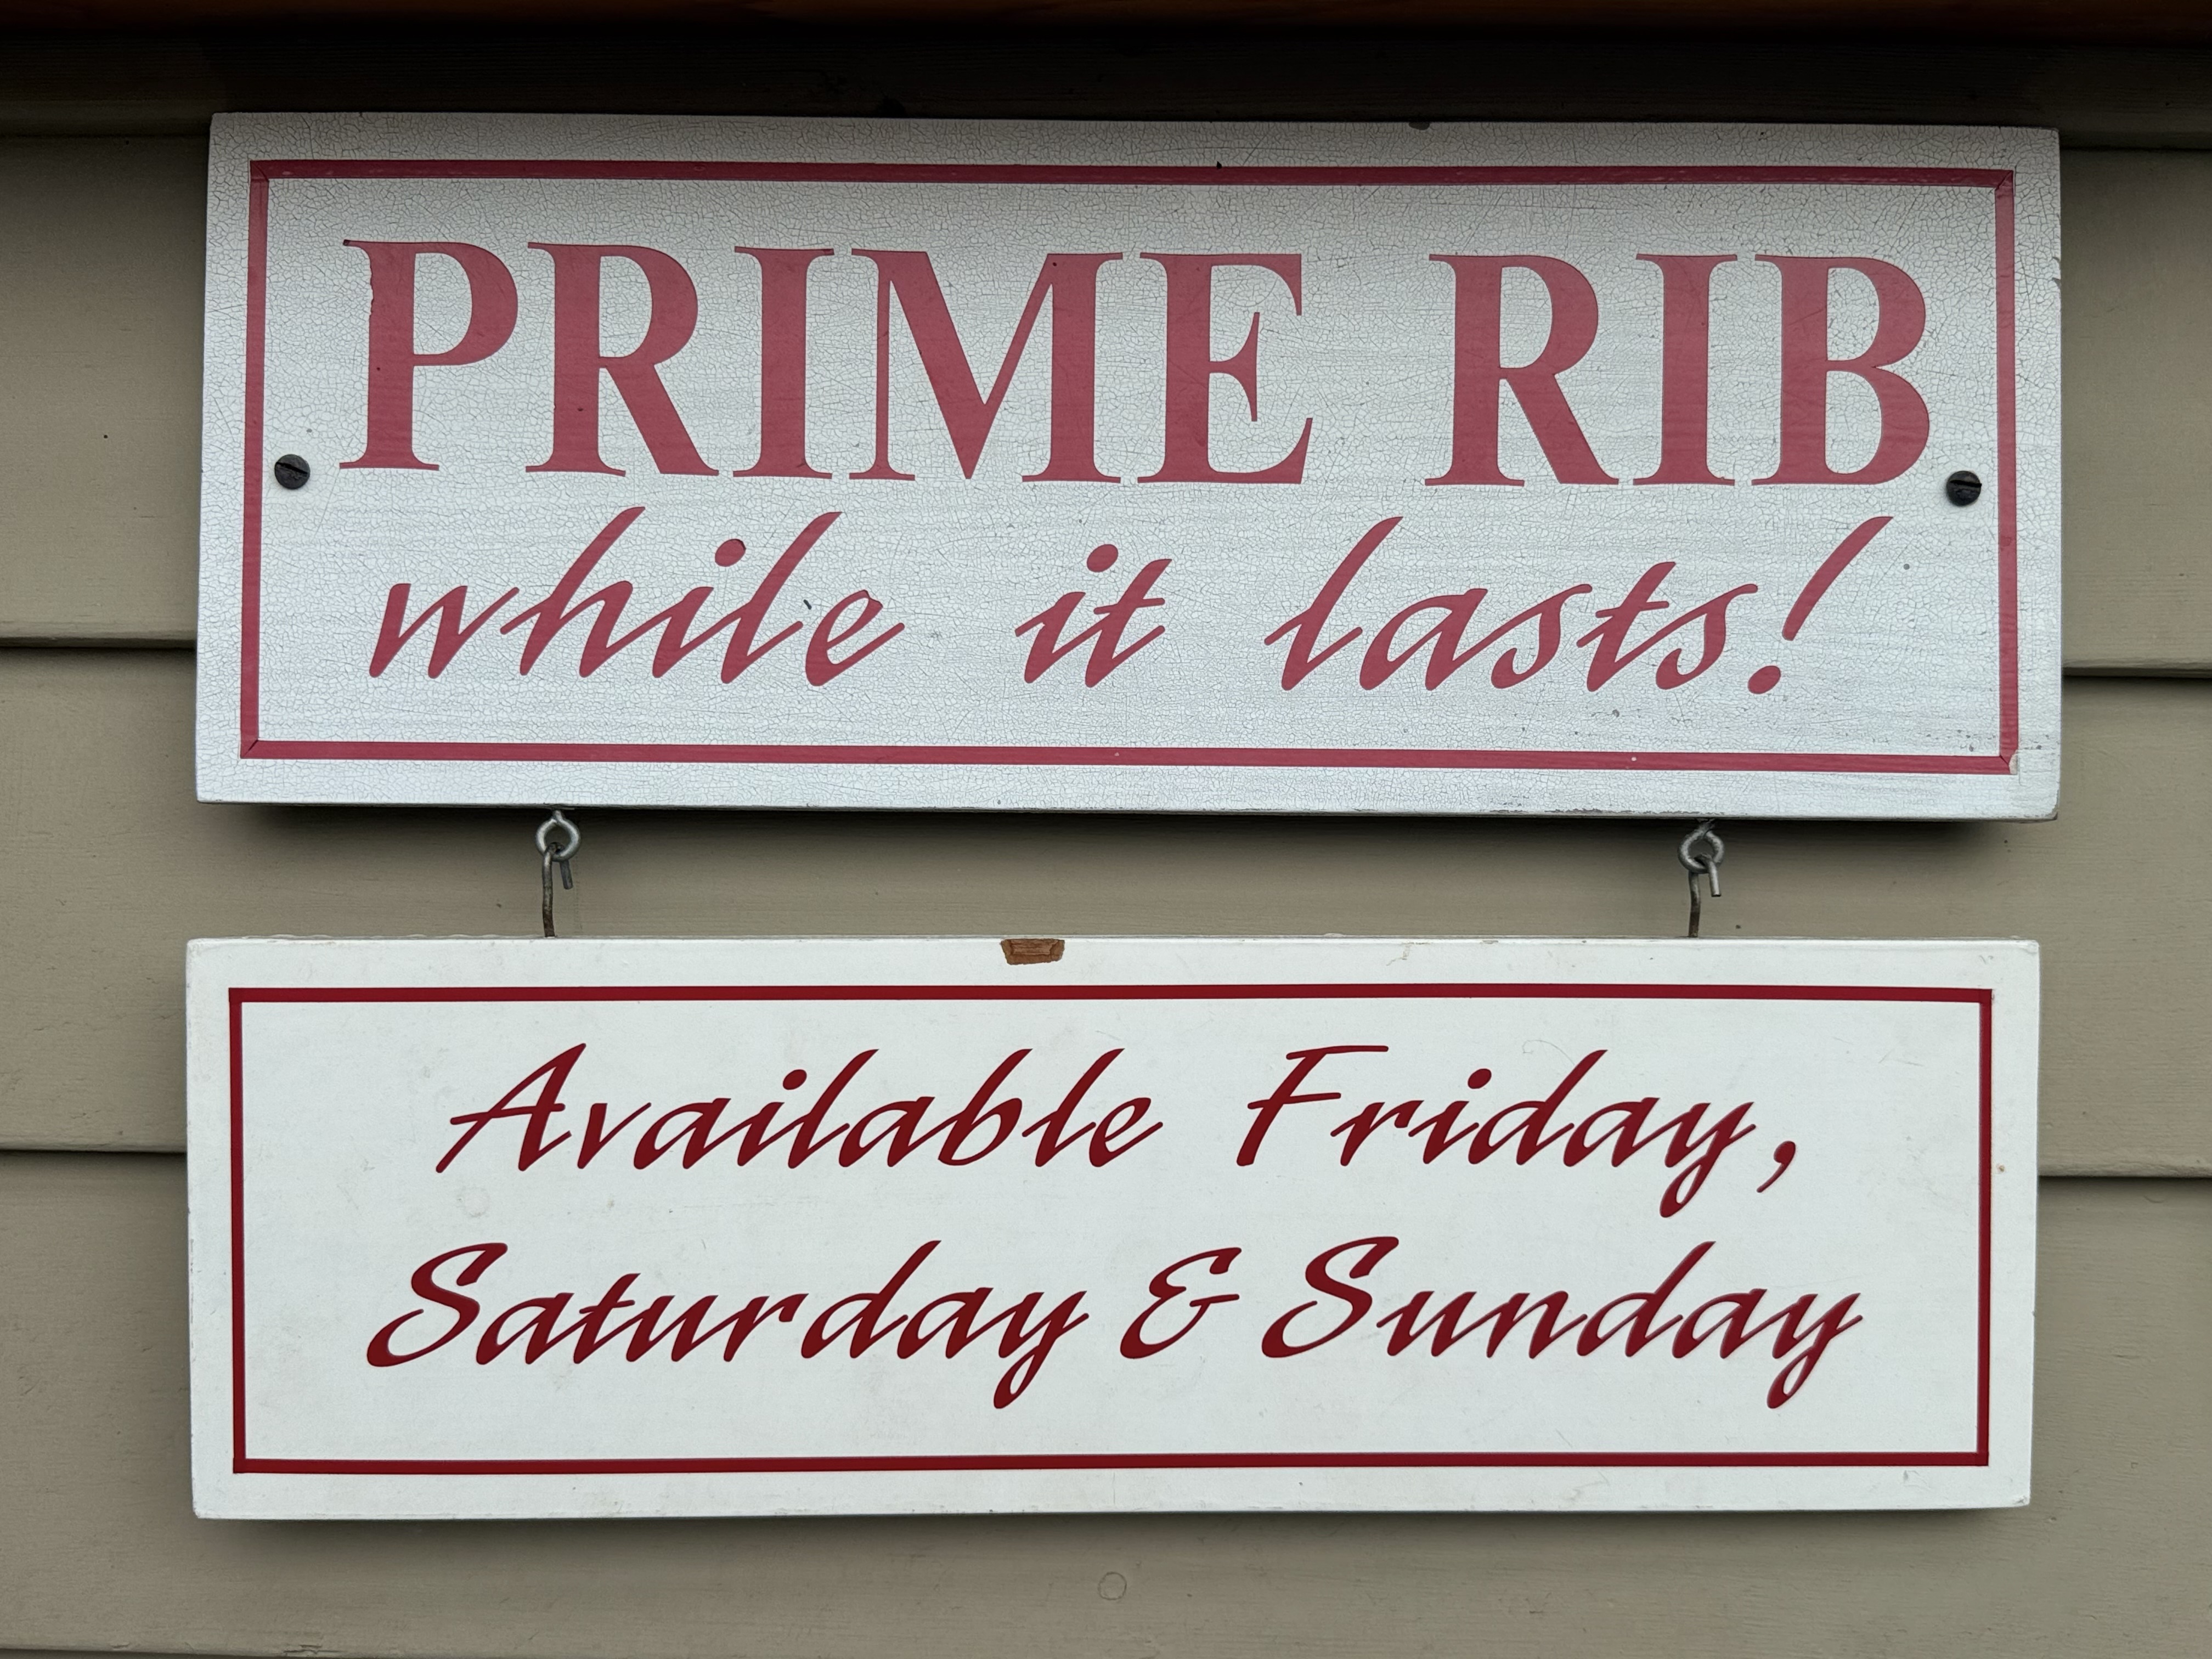 PRIME RIB
while it lasts!
Available Friday,
Saturday & Sunday